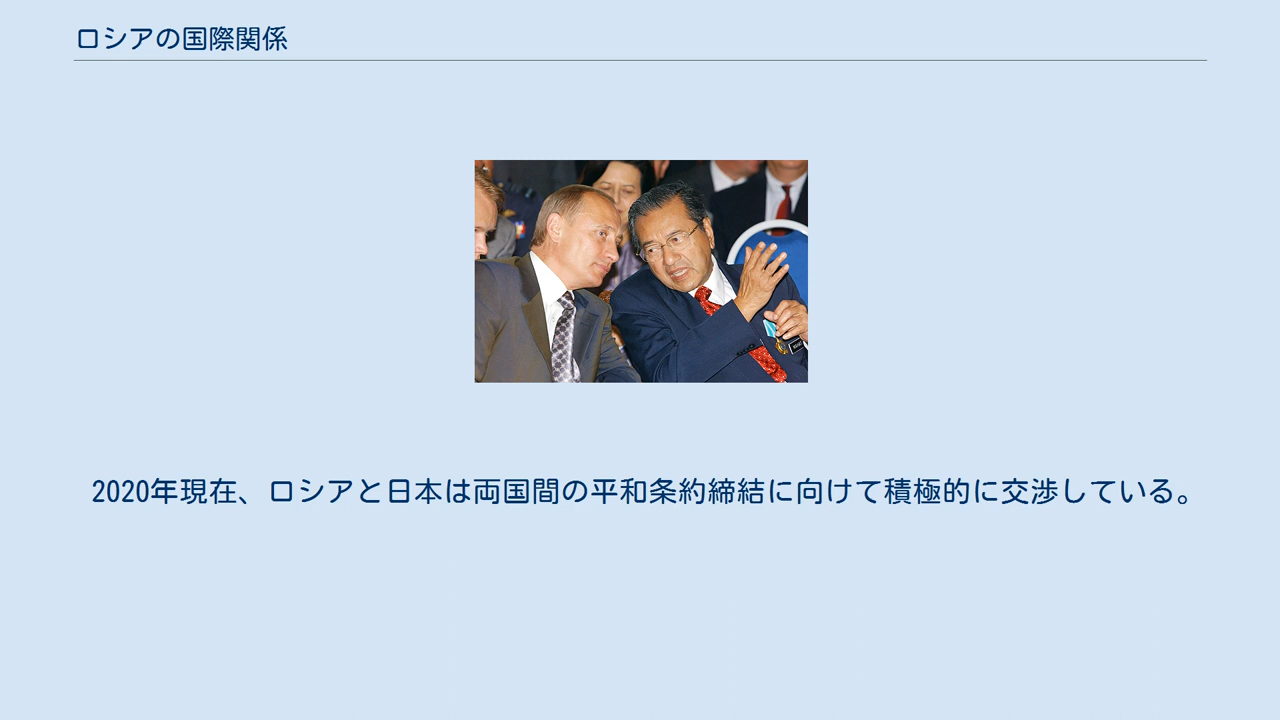 ロシアの国際関係
2020年現在、ロシアと日本は両国間の平和条約締結に向けて積極的に交渉している。